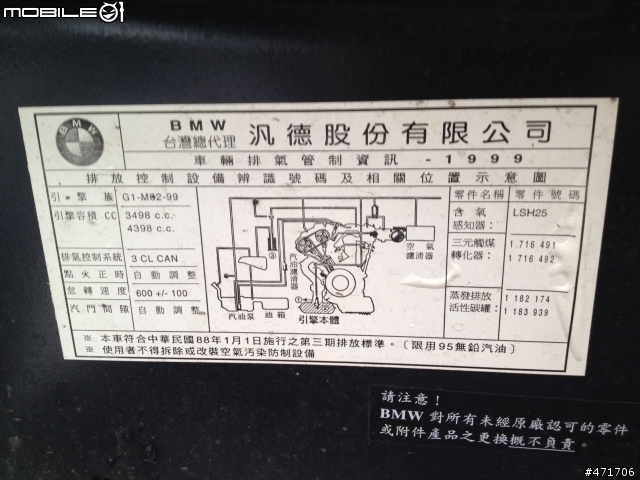 MOBILE01
BMW
BMW
台灣總代理
汎德股份有限公司
車輛排氣管制資訊 - 1999
排放控制設備辨識號碼及相關位置示意圖
引擎族 G1-M62-99
引擎容積 CC 3498 c.c.
4398 c.c.
排氣控制系統 3 CL CAN
點火正時 自動調整
怠轉速度 600 +/- 100
汽門間隙 自動調整
空氣濾清器
汽油濾清器
③
①
汽油泵
油箱
引擎本體
零件名稱 零件號碼
含氧感知器: LSH25
三元觸媒轉化器: 1 716 491
1 716 492
蒸發排放活性碳罐: 1 182 174
1 183 939
※ 本車符合中華民國88年1月1日施行之第三期排放標準。〔限用95無鉛汽油〕
※ 使用者不得拆除或改裝空氣污染防制設備
請注意!
BMW 對所有未經原廠認可的零件
或附件產品之更換概不負責。
#471706